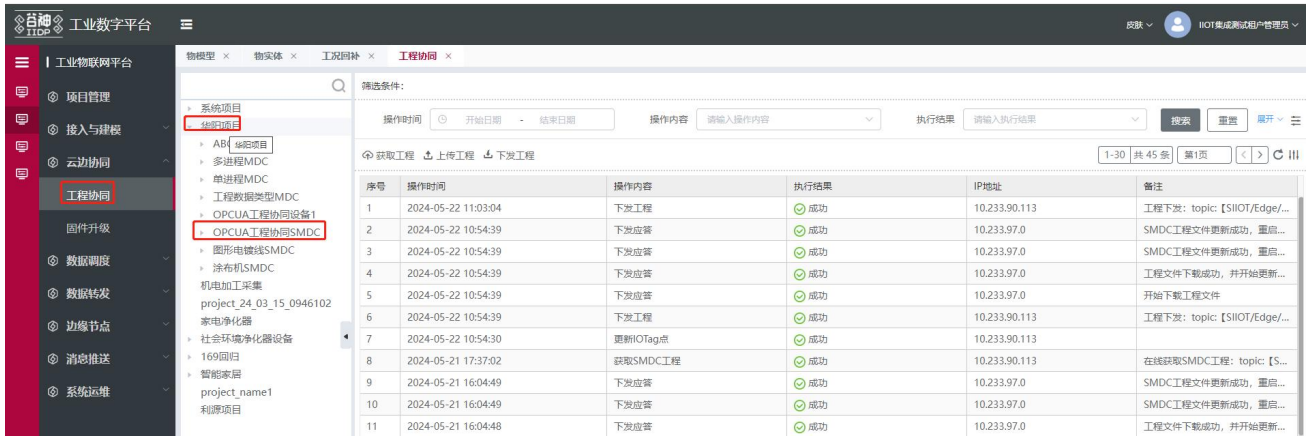 谷神 IIDP 工业数字平台 皮肤 IIOT集成测试租户管理员
工业物联网平台
项目管理
接入与建模
云边协同
工程协同
固件升级
数据调度
数据转发
边缘节点
消息推送
系统运维
物模型 × 物实体 × 工况回补 × 工程协同 ×
系统项目
华阳项目
ABC 华阳项目
多进程MDC
单进程MDC
工程数据类型MDC
OPCUA工程协同设备1
OPCUA工程协同SMDC
图形电镀线SMDC
涂布机SMDC
机电加工采集
project_24_03_15_0946102
家电净化器
社会环境净化器设备
169回归
智能家居
project_name1
利源项目
筛选条件:
操作时间 开始日期 - 结束日期 操作内容 请输入操作内容 执行结果 请输入执行结果 搜索 重置 展开
获取工程 上传工程 下发工程 1-30 共 45 条 第1页 < >
序号 操作时间 操作内容 执行结果 IP地址 备注
1 2024-05-22 11:03:04 下发工程 成功 10.233.90.113 工程下发: topic:【SIIOT/Edge/...
2 2024-05-22 10:54:39 下发应答 成功 10.233.97.0 SMDC工程文件更新成功, 重启...
3 2024-05-22 10:54:39 下发应答 成功 10.233.97.0 SMDC工程文件更新成功, 重启...
4 2024-05-22 10:54:39 下发应答 成功 10.233.97.0 工程文件下载成功, 并开始更新...
5 2024-05-22 10:54:39 下发应答 成功 10.233.97.0 开始下载工程文件
6 2024-05-22 10:54:39 下发工程 成功 10.233.90.113 工程下发: topic:【SIIOT/Edge/...
7 2024-05-22 10:54:30 更新IOTag点 成功 10.233.90.113
8 2024-05-21 17:37:02 获取SMDC工程 成功 10.233.90.113 在线获取SMDC工程: topic:【S...
9 2024-05-21 16:04:49 下发应答 成功 10.233.97.0 SMDC工程文件更新成功, 重启...
10 2024-05-21 16:04:49 下发应答 成功 10.233.97.0 SMDC工程文件更新成功, 重启...
11 2024-05-21 16:04:48 下发应答 成功 10.233.97.0 工程文件下载成功, 并开始更新...